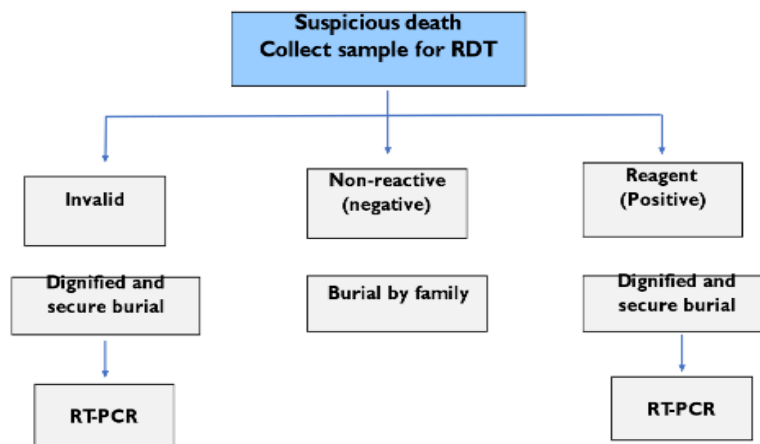 Suspicious death
Collect sample for RDT
Invalid
Non-reactive
(negative)
Reagent
(Positive)
Dignified and
secure burial
Burial by family
Dignified and
secure burial
RT-PCR
RT-PCR